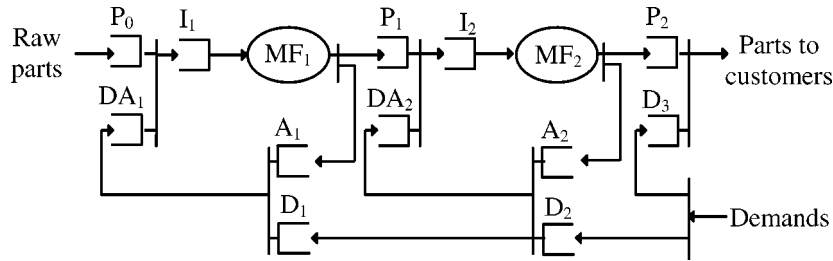 P₀ I₁ P₁ I₂ P₂
Raw parts MF₁ MF₂ Parts to customers
DA₁ DA₂ D₃
A₁ A₂
D₁ D₂ Demands